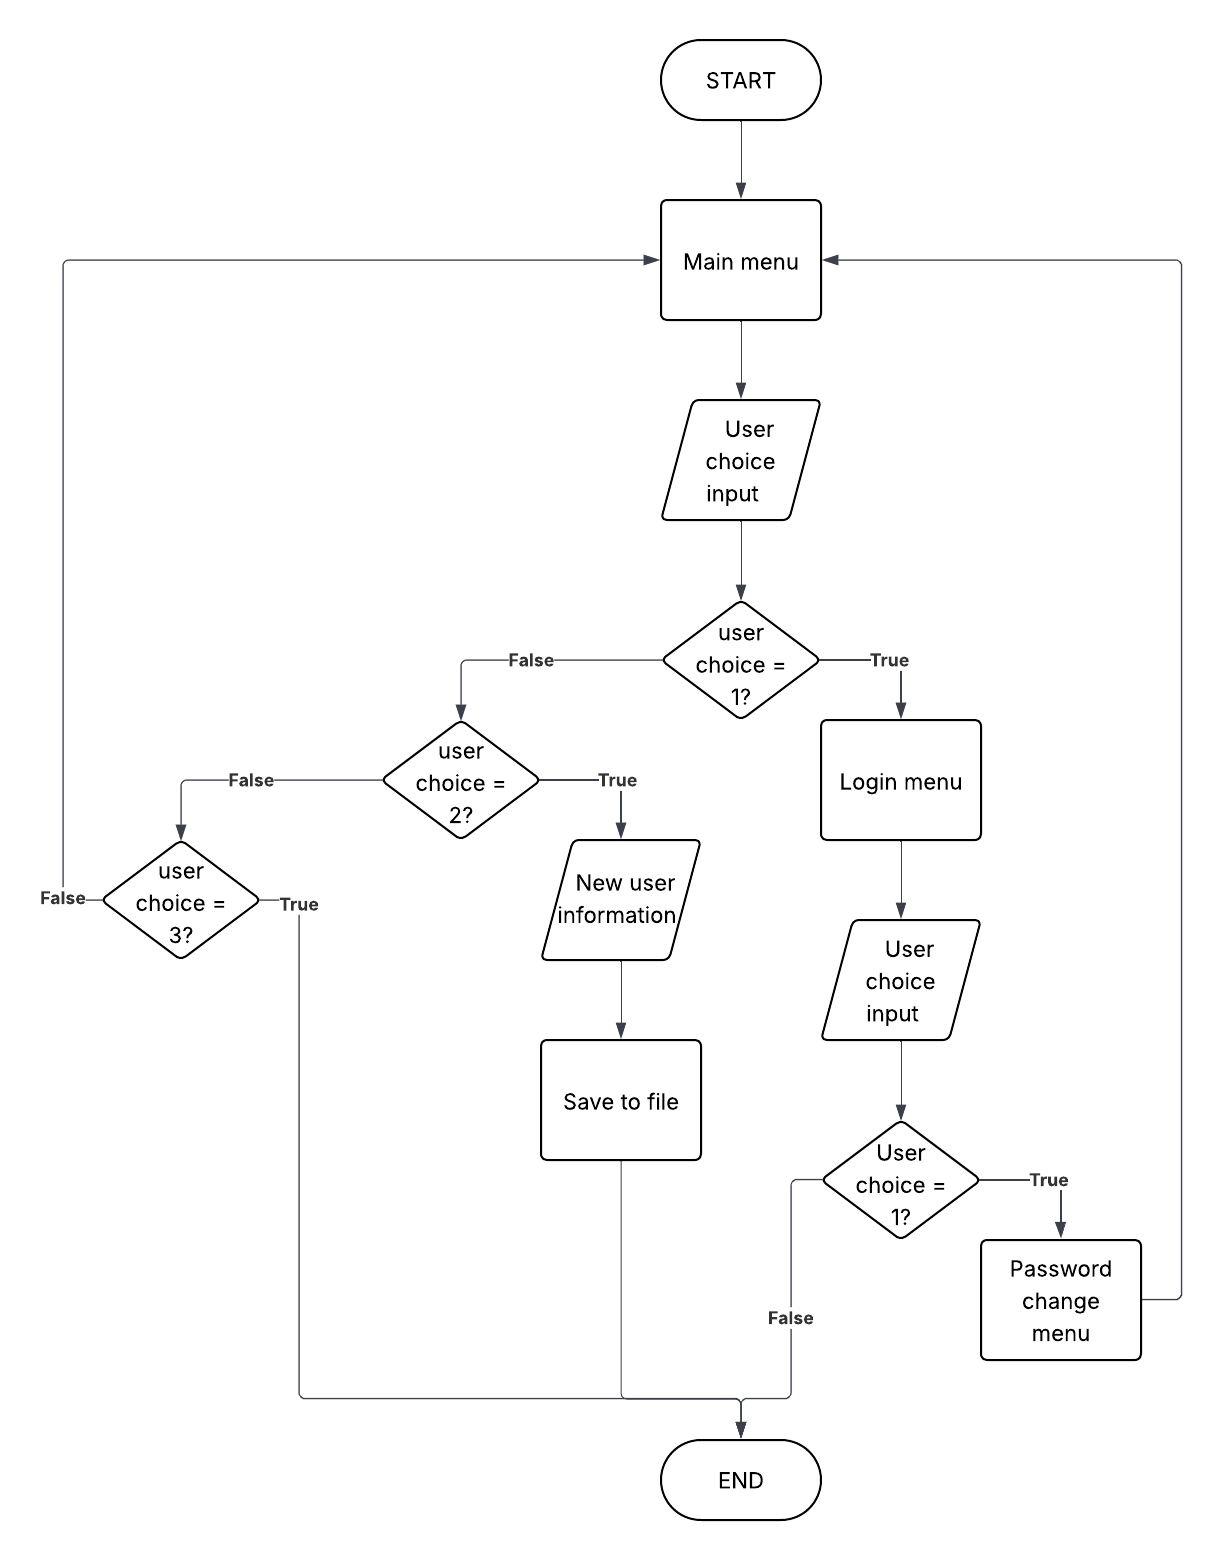 START
Main menu
User
choice
input
user
choice =
1?
False
True
user
choice =
2?
False
True
Login menu
user
choice =
3?
False
True
New user
information
User
choice
input
Save to file
User
choice =
1?
True
False
Password
change
menu
END